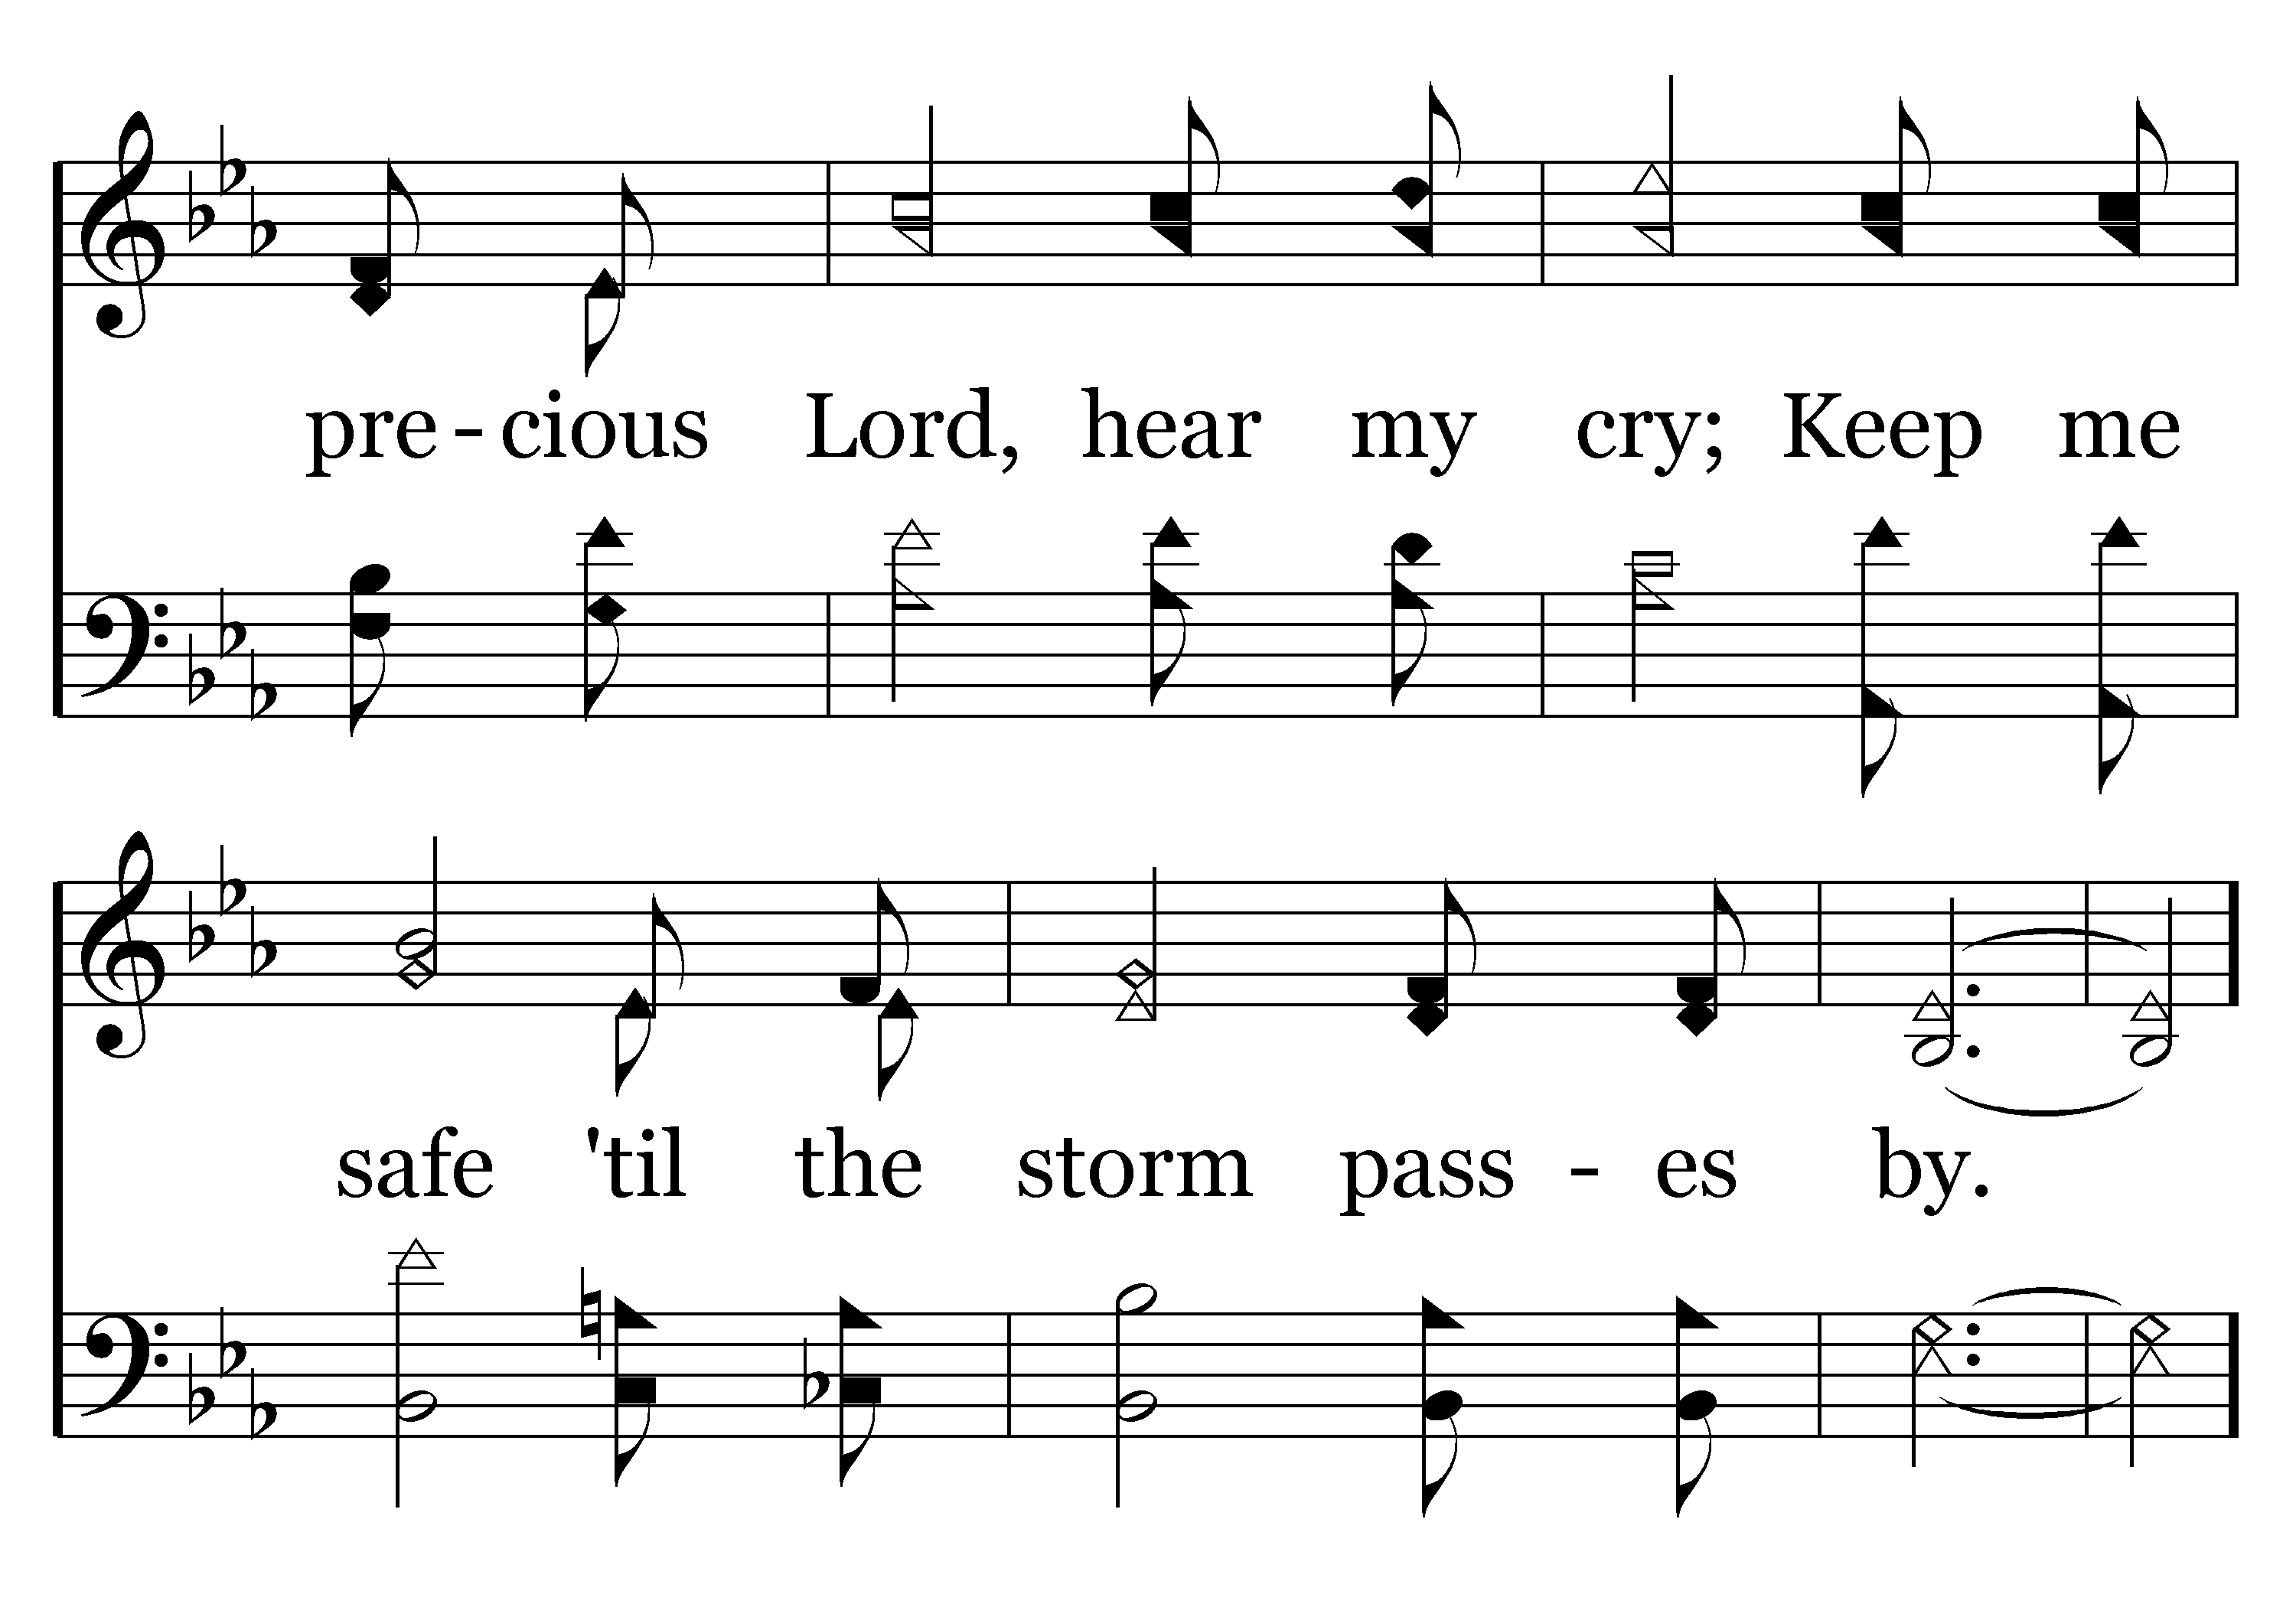 pre - cious Lord, hear my cry; Keep me
safe 'til the storm pass - es by.